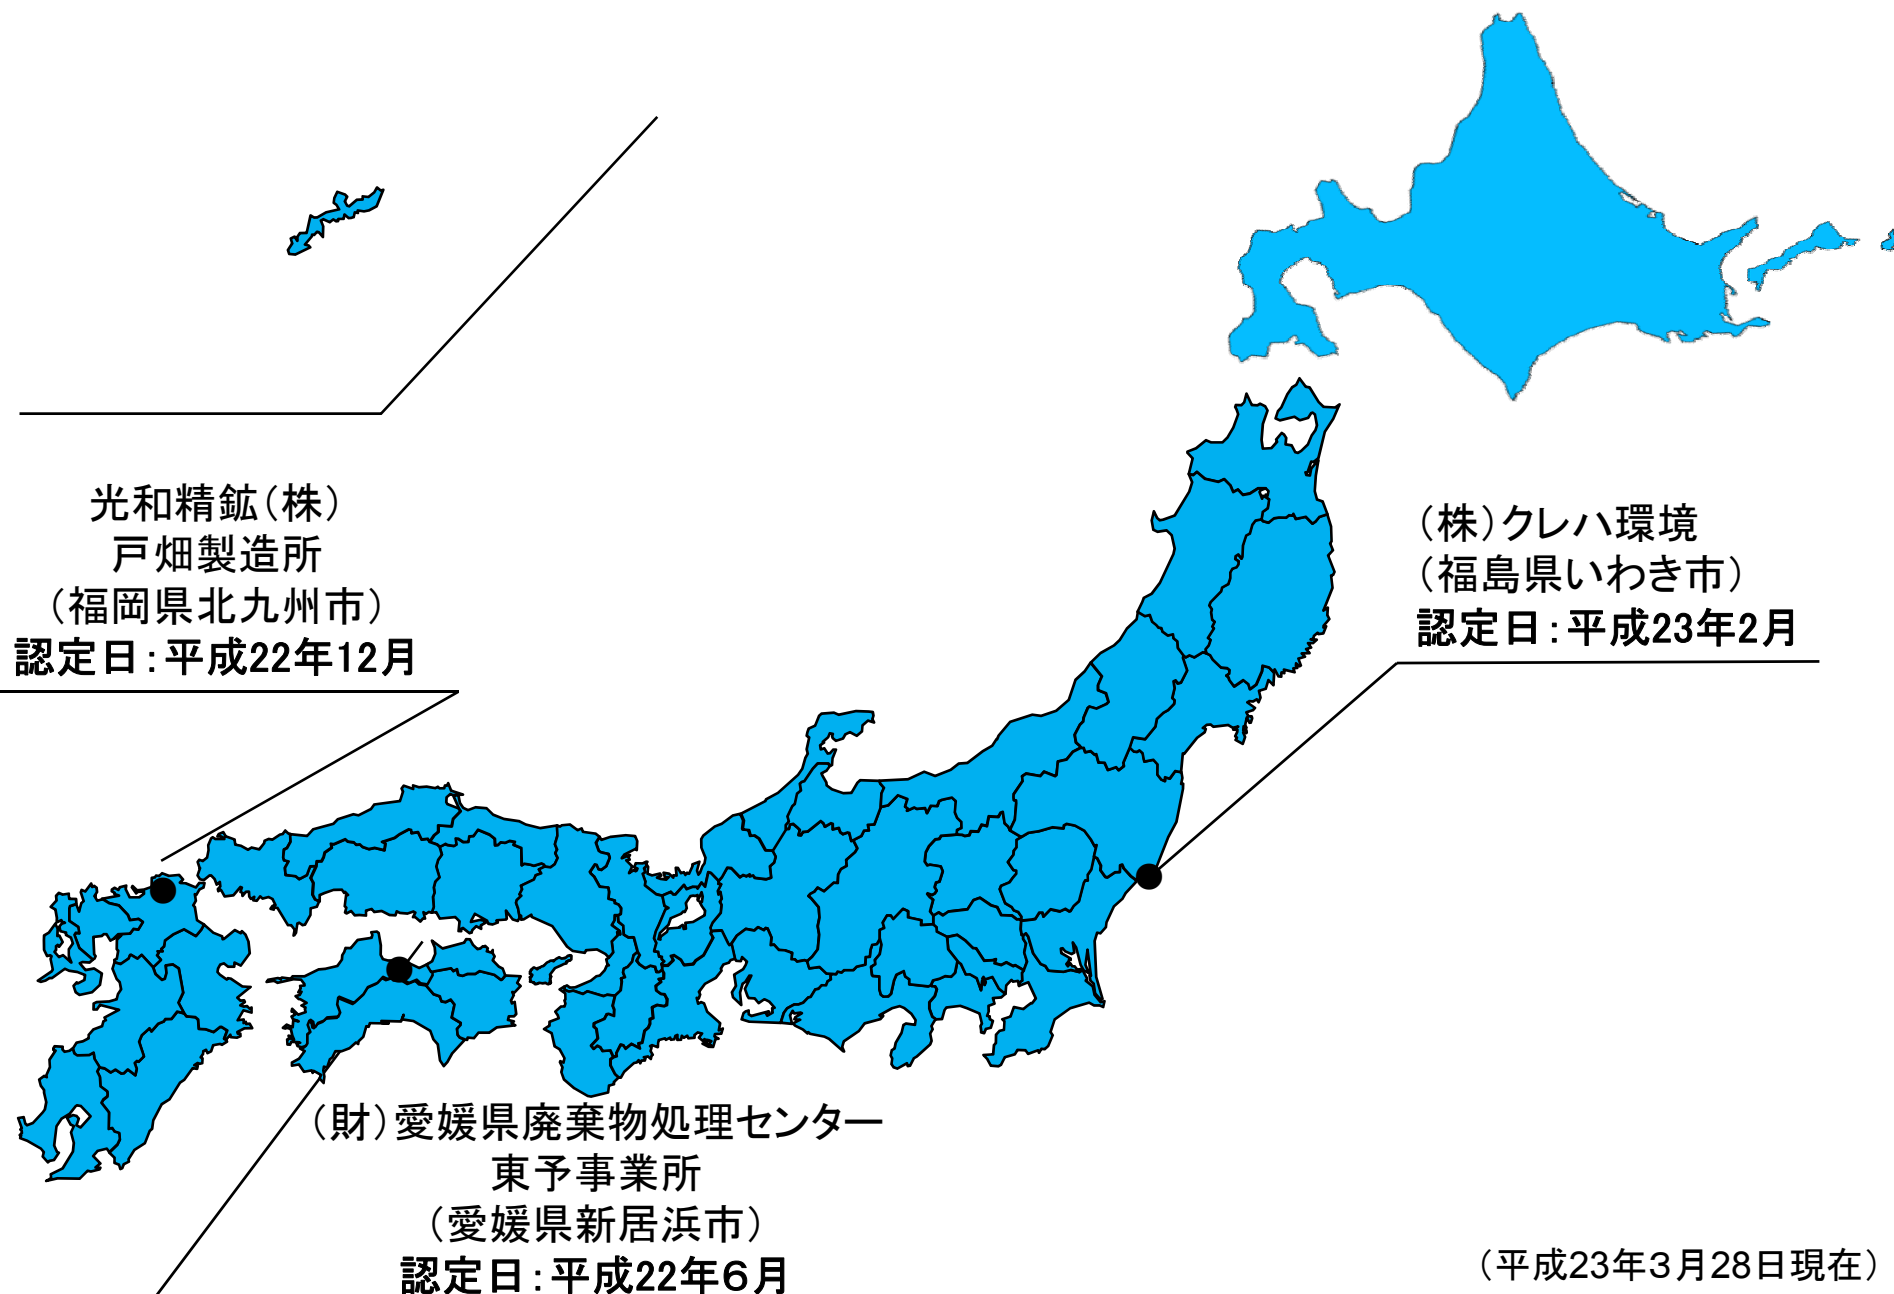 光和精鉱（株）
戸畑製造所
（福岡県北九州市）
認定日：平成22年12月
（株）クレハ環境
（福島県いわき市）
認定日：平成23年2月
（財）愛媛県廃棄物処理センター
東予事業所
（愛媛県新居浜市）
認定日：平成22年６月
（平成23年３月28日現在）